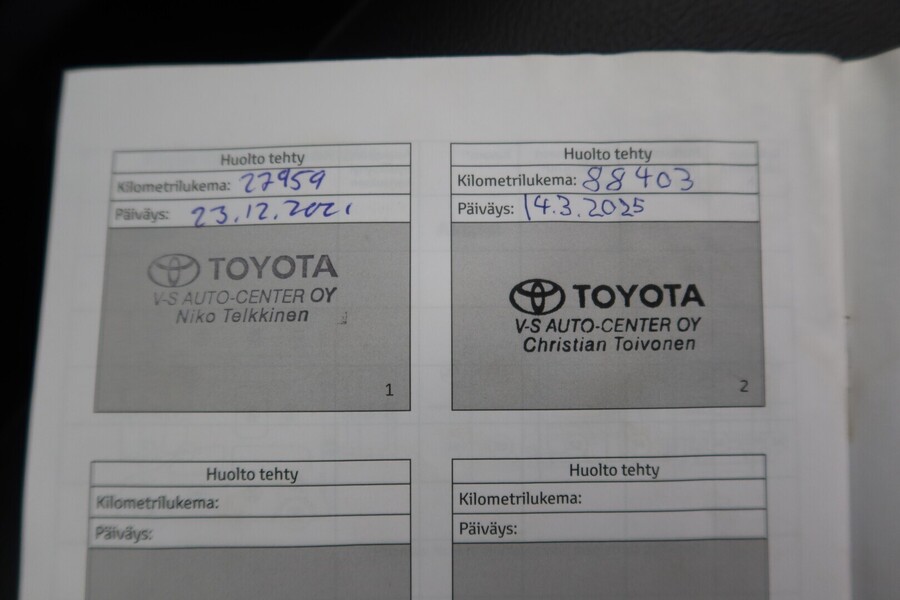 Huolto tehty
Kilometrilukema: 27959
Päiväys: 23.12.2021
TOYOTA
V-S AUTO-CENTER OY
Niko Telkkinen
1
Huolto tehty
Kilometrilukema: 88403
Päiväys: 14.3.2025
TOYOTA
V-S AUTO-CENTER OY
Christian Toivonen
2
Huolto tehty
Kilometrilukema:
Päiväys:
Huolto tehty
Kilometrilukema:
Päiväys: